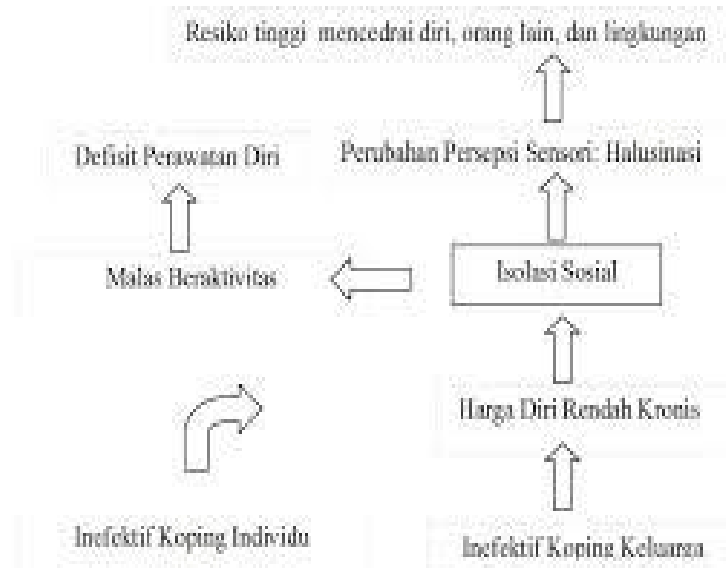 Resiko tinggi mencedrai diri, orang lain, dan lingkungan
Defisit Perawatan Diri
Perubahan Persepsi Sensori: Halusinasi
Malas Beraktivitas
Isolasi Sosial
Harga Diri Rendah Kronis
Inefektif Koping Individu
Inefektif Koping Keluarga